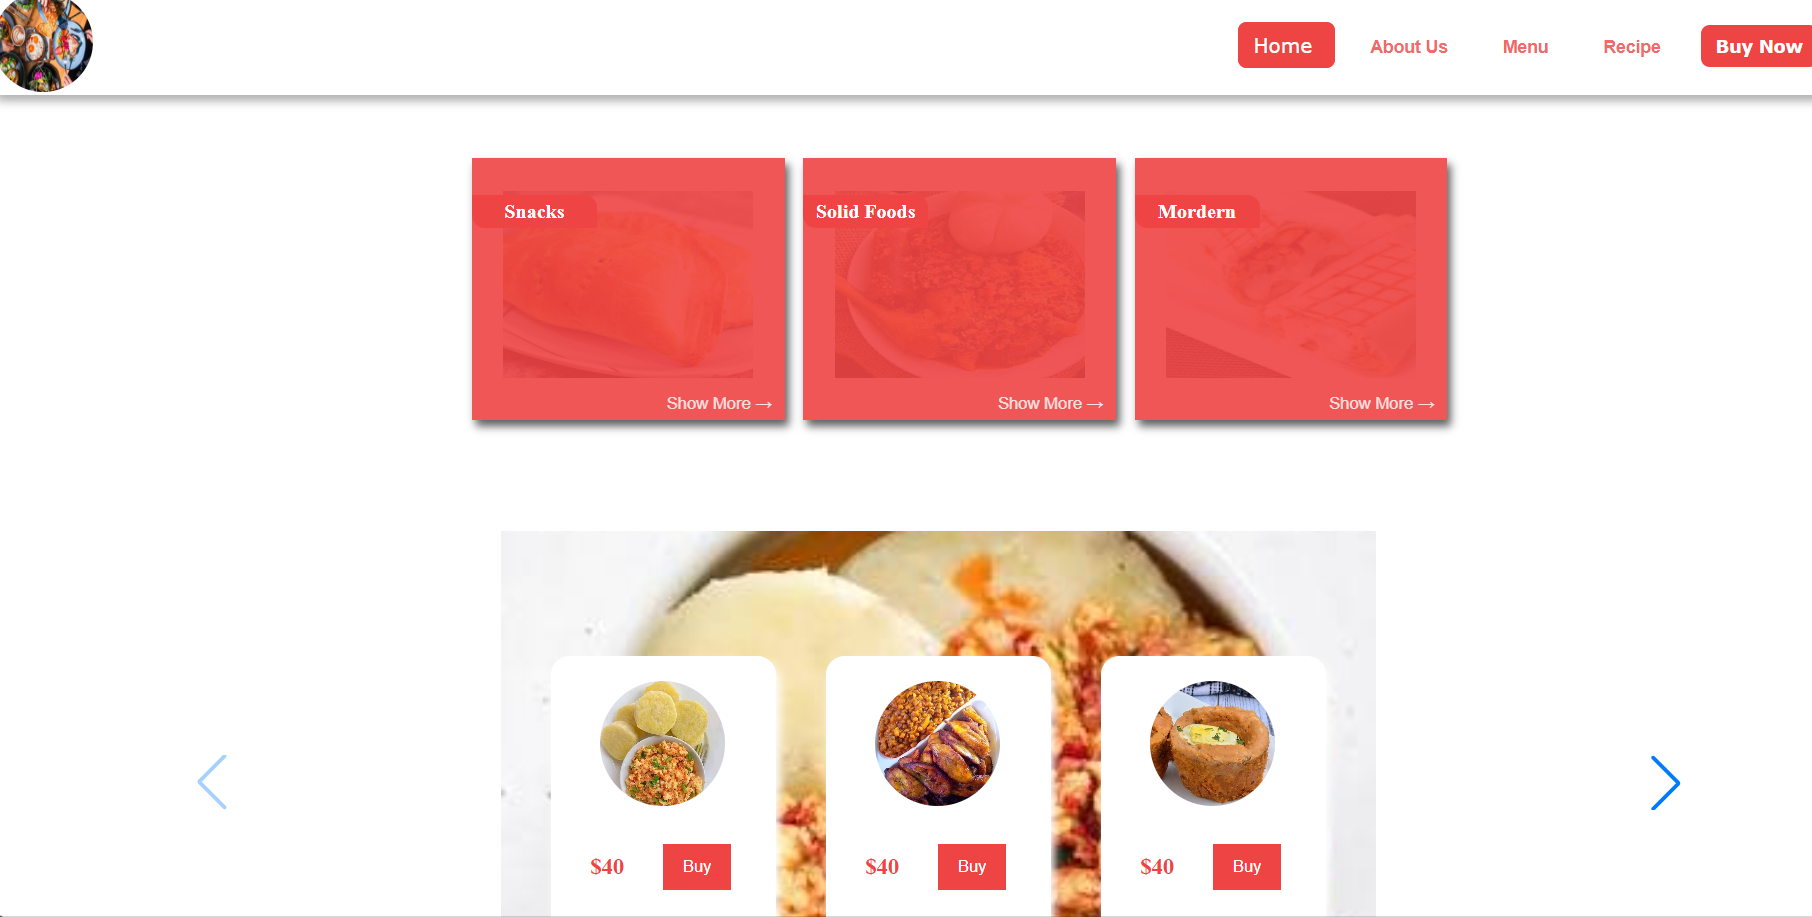 Home About Us Menu Recipe Buy Now
Snacks Solid Foods Mordern
Show More → Show More → Show More →
$40 Buy $40 Buy $40 Buy